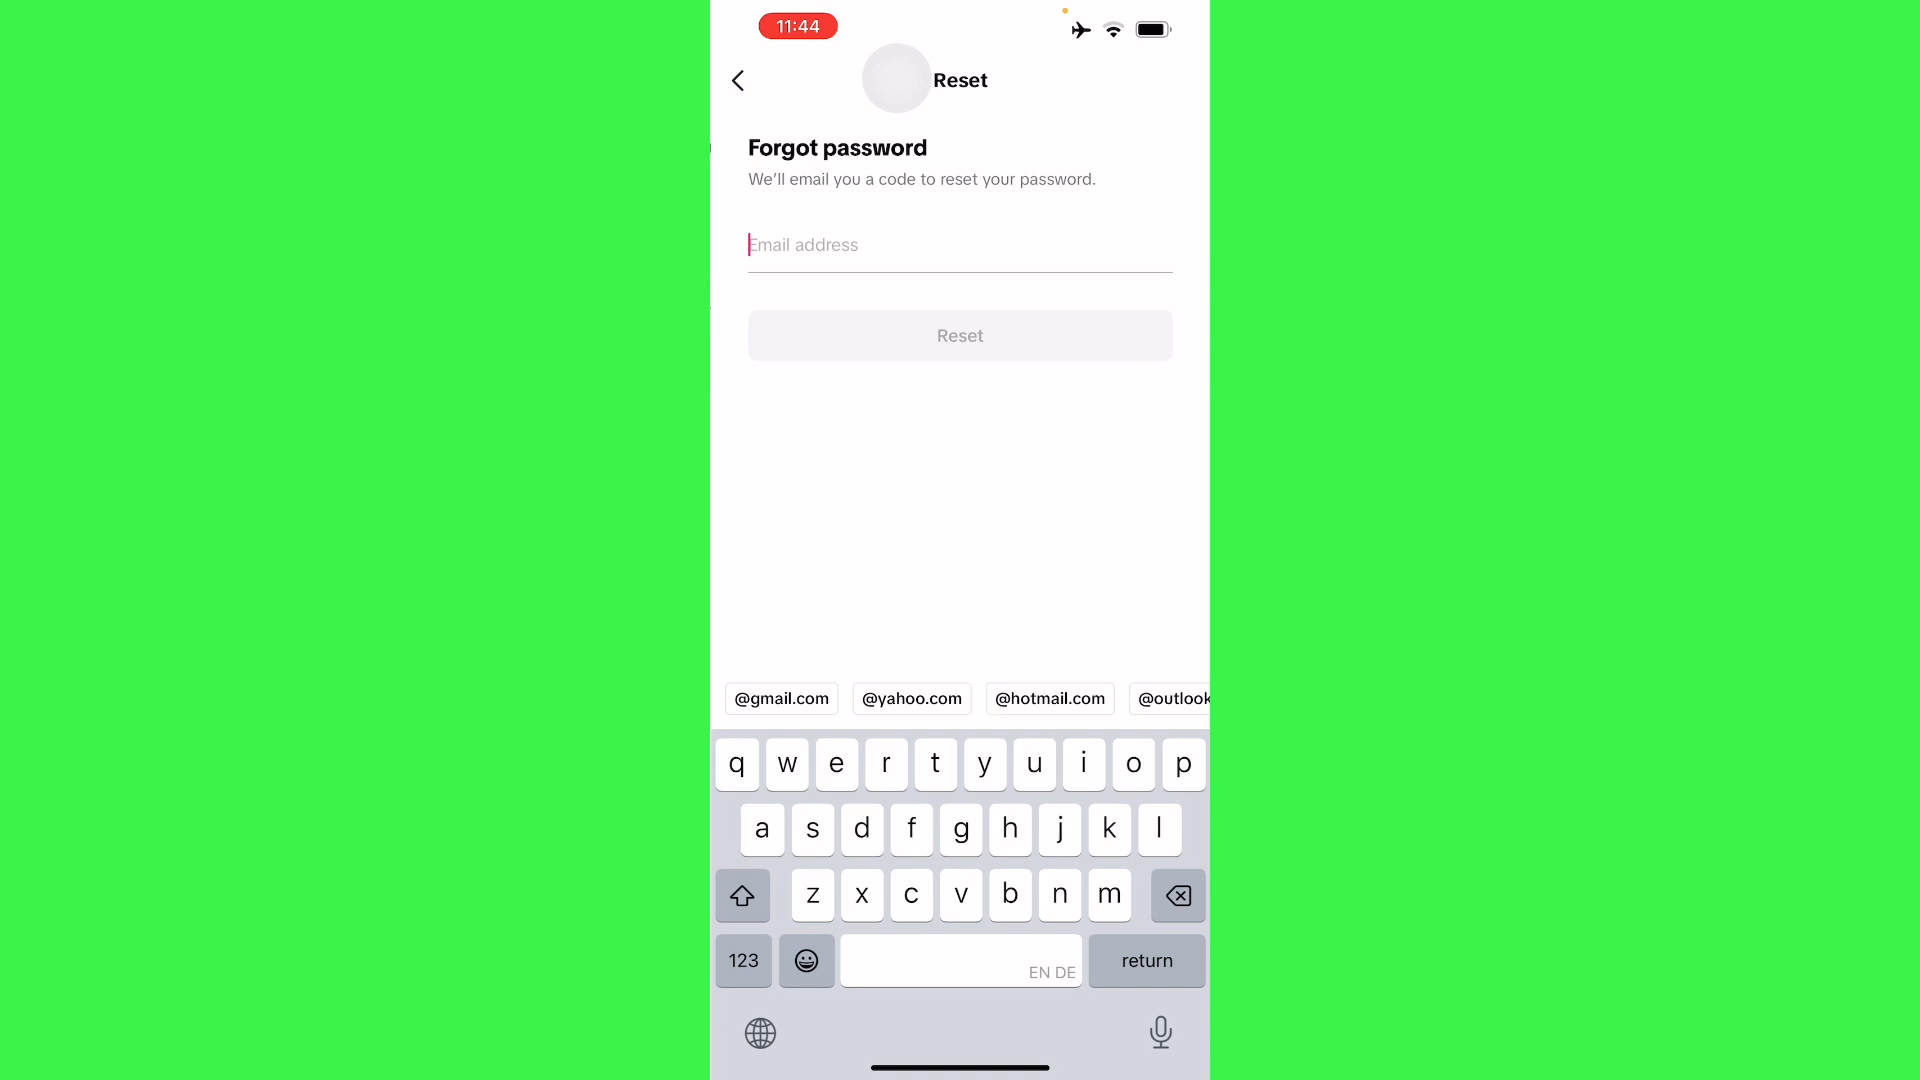 11:44
Reset
Forgot password
We'll email you a code to reset your password.
Email address
Reset
@gmail.com @yahoo.com @hotmail.com @outlook
q w e r t y u i o p
a s d f g h j k l
z x c v b n m
123 EN DE return